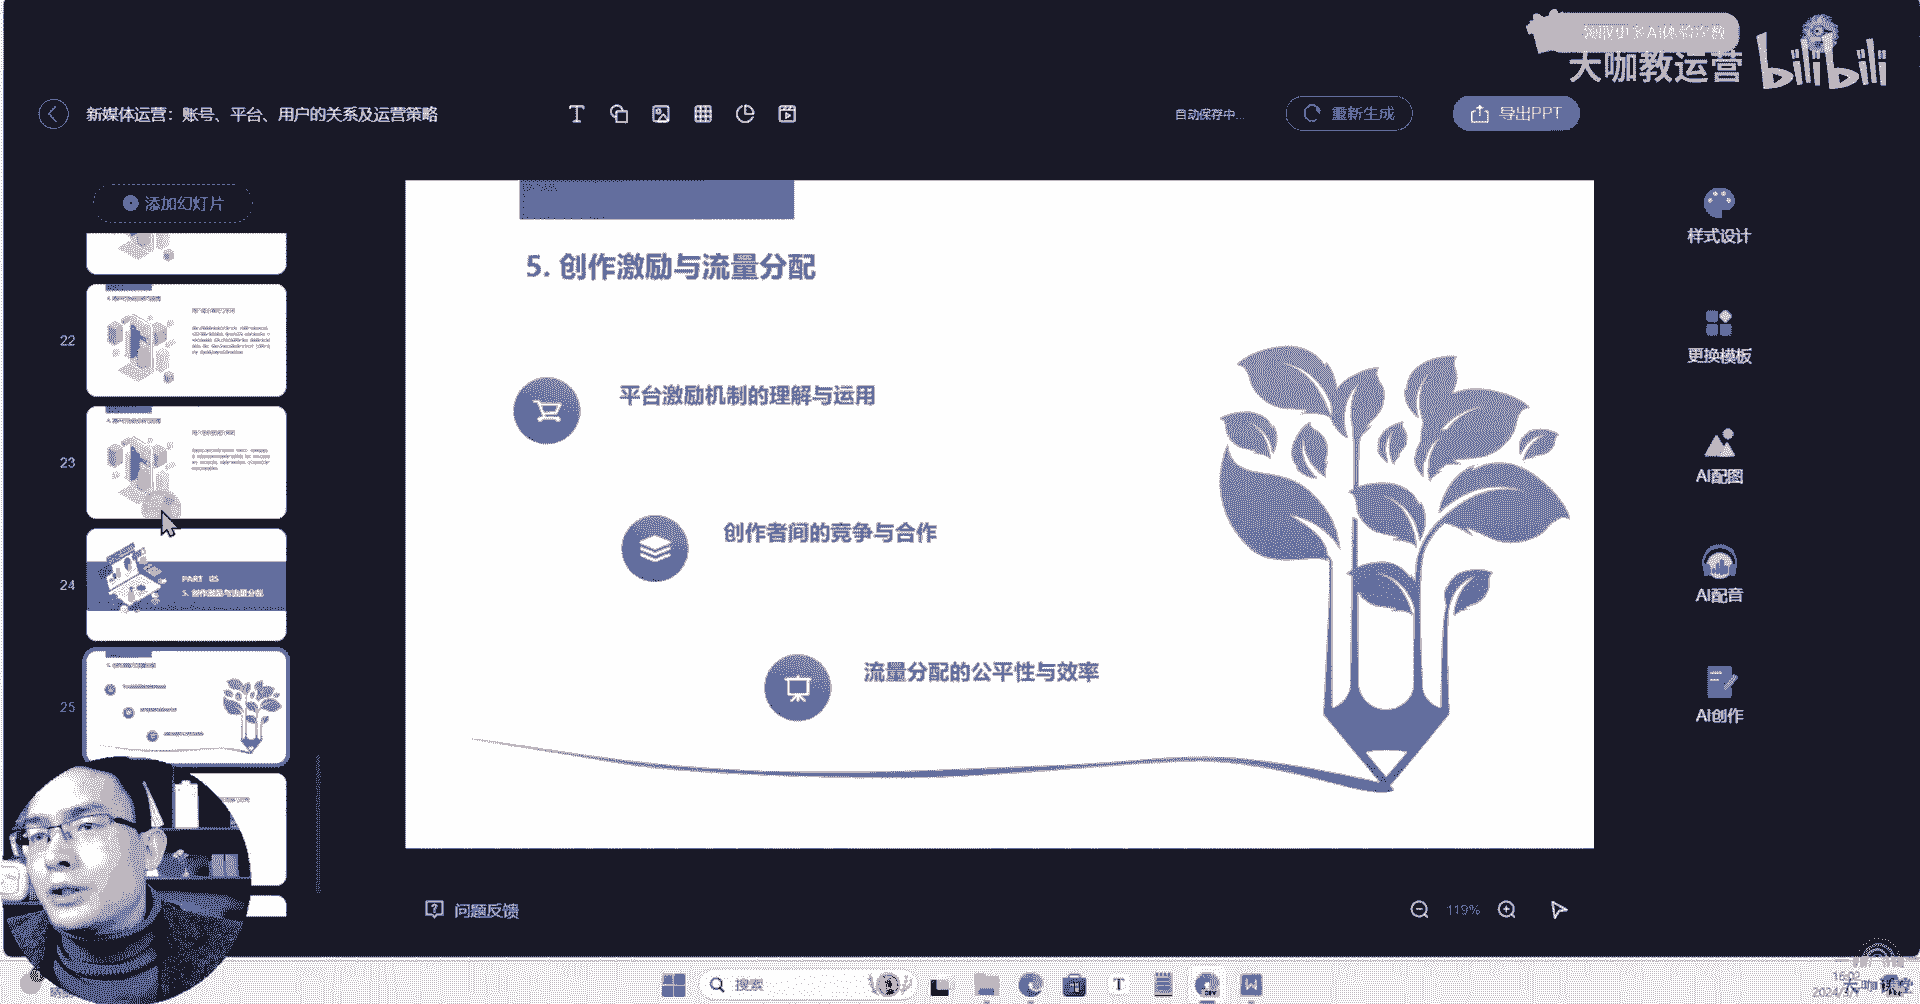 大咖教运营 bilibili
新媒体运营：账号、平台、用户的关系及运营策略
自动保存中...
重新生成
导出PPT
添加幻灯片
22
23
24
PART 05
5. 创作激励与流量分配
25
5. 创作激励与流量分配
平台激励机制的理解与运用
创作者间的竞争与合作
流量分配的公平性与效率
样式设计
更换模板
AI配图
AI配音
AI创作
问题反馈
119%
搜索
16:02